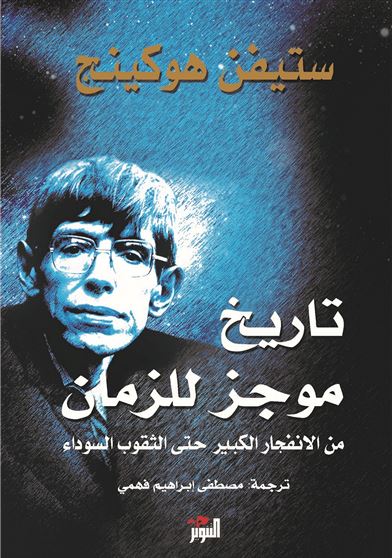 ستيفن هوكينج
تاريخ
موجز للزمان
من الانفجار الكبير حتى الثقوب السوداء
ترجمة: مصطفى إبراهيم فهمي
التنوير